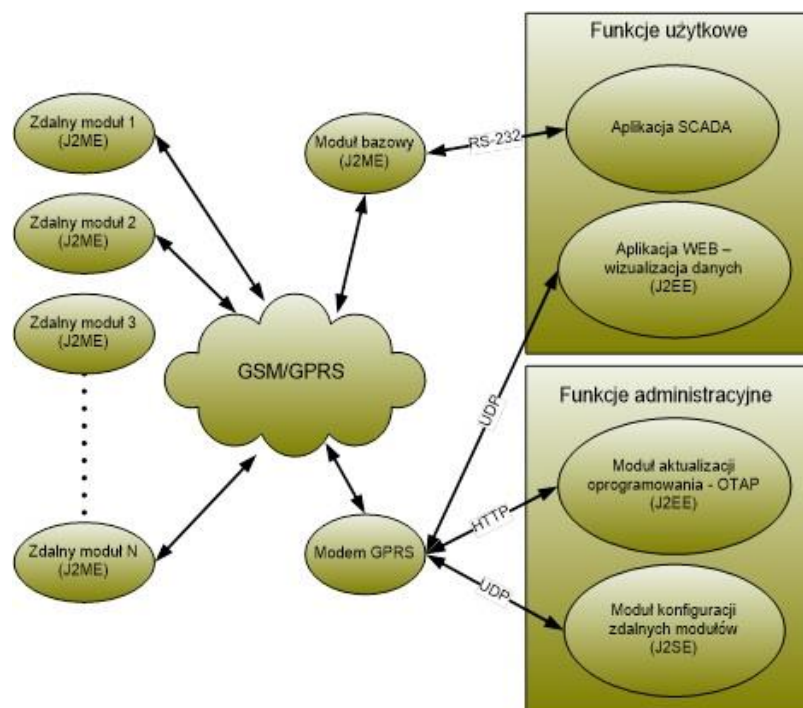 Funkcje użytkowe
Zdalny moduł 1
(J2ME)
Moduł bazowy
(J2ME)
RS-232
Aplikacja SCADA
Zdalny moduł 2
(J2ME)
Aplikacja WEB –
wizualizacja danych
(J2EE)
Zdalny moduł 3
(J2ME)
GSM/GPRS
UDP
Funkcje administracyjne
Moduł aktualizacji
oprogramowania - OTAP
(J2EE)
HTTP
Zdalny moduł N
(J2ME)
Modem GPRS
UDP
Moduł konfiguracji
zdalnych modułów
(J2SE)